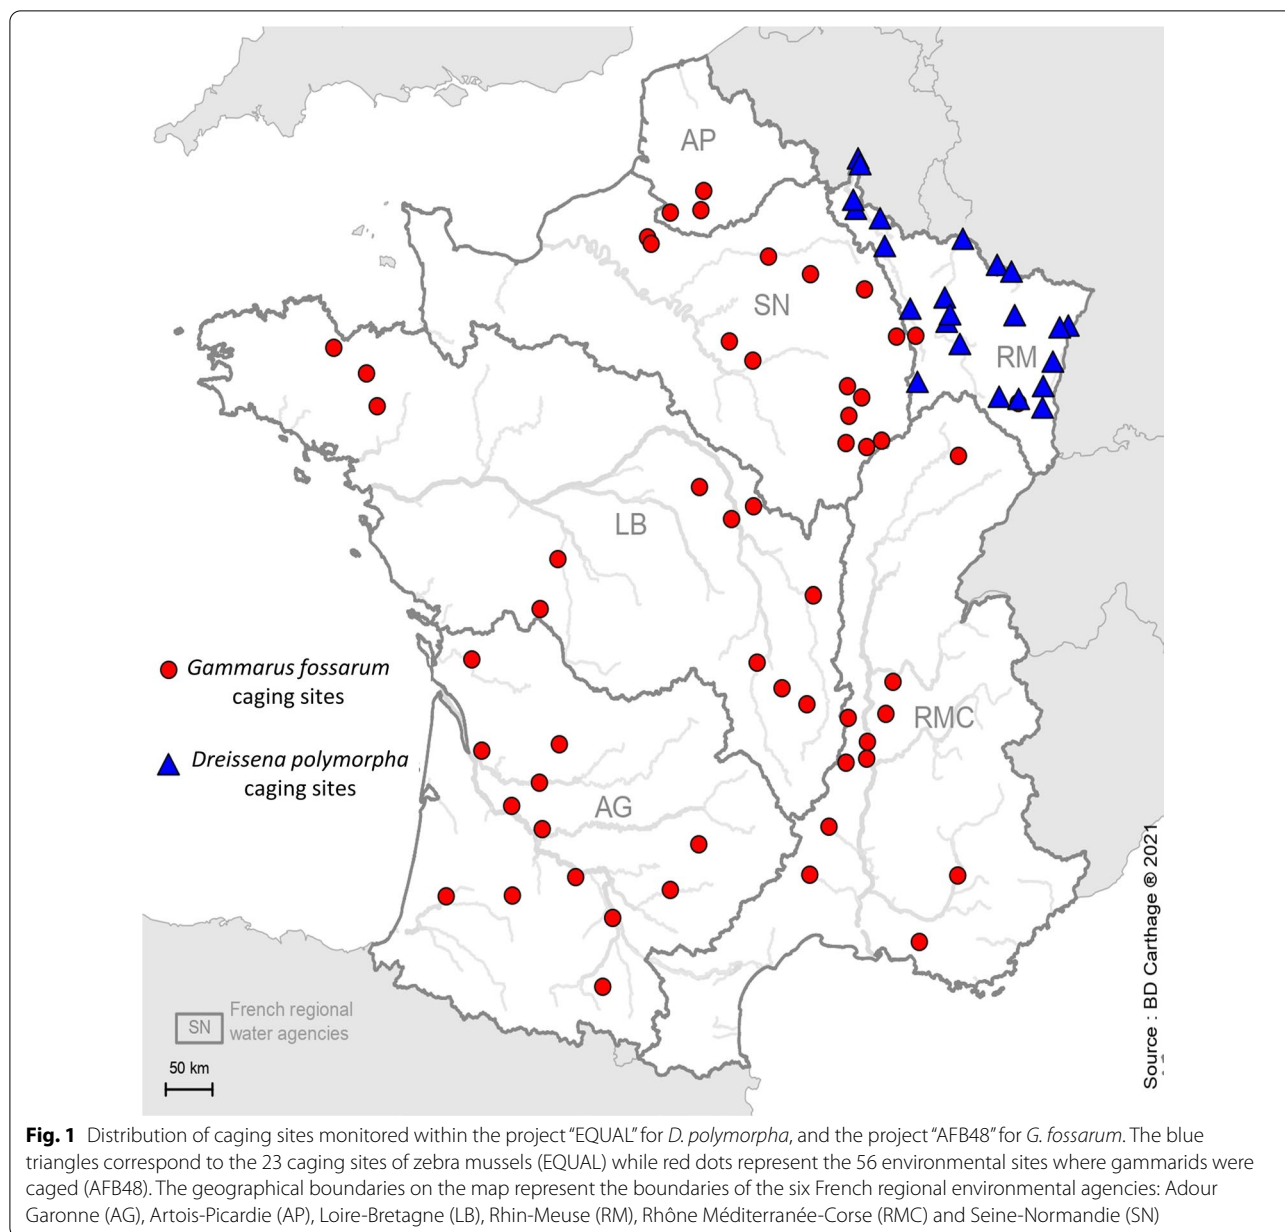 AP
SN
RM
LB
RMC
AG
Gammarus fossarum
caging sites
Dreissena polymorpha
caging sites
SN
French regional
water agencies
50 km
Source : BD Carthage ® 2021
Fig. 1 Distribution of caging sites monitored within the project “EQUAL” for D. polymorpha, and the project “AFB48” for G. fossarum. The blue
triangles correspond to the 23 caging sites of zebra mussels (EQUAL) while red dots represent the 56 environmental sites where gammarids were
caged (AFB48). The geographical boundaries on the map represent the boundaries of the six French regional environmental agencies: Adour
Garonne (AG), Artois-Picardie (AP), Loire-Bretagne (LB), Rhin-Meuse (RM), Rhône Méditerranée-Corse (RMC) and Seine-Normandie (SN)